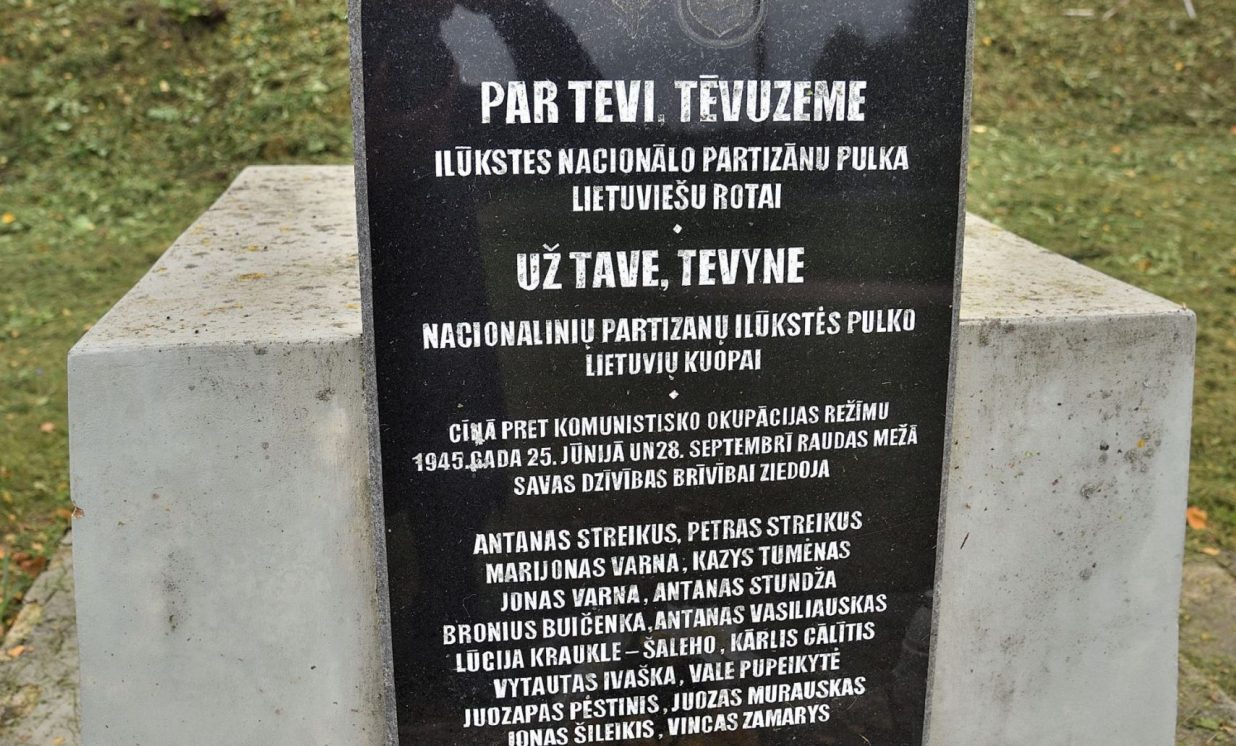 PAR TEVI, TĒVUZEME
ILŪKSTES NACIONĀLO PARTIZĀNU PULKA
LIETUVIEŠU ROTAI
UŽ TAVE, TEVYNE
NACIONALINIŲ PARTIZANŲ ILŪKSTĖS PULKO
LIETUVIŲ KUOPAI
CĪŅĀ PRET KOMUNISTISKO OKUPĀCIJAS REŽĪMU
1945.GADA 25. JŪNIJĀ UN28. SEPTEMBRĪ RAUDAS MEŽĀ
SAVAS DZĪVĪBAS BRĪVĪBAI ZIEDOJA
ANTANAS STREIKUS, PETRAS STREIKUS
MARIJONAS VARNA, KAZYS TUMĖNAS
JONAS VARNA, ANTANAS STUNDŽA
BRONIUS BUIČENKA, ANTANAS VASILIAUSKAS
LŪCIJA KRAUKLE – ŠALEHO, KĀRLIS CĀLĪTIS
VYTAUTAS IVAŠKA, VALE PUPEIKYTĖ
JUOZAPAS PĖSTINIS, JUOZAS MURAUSKAS
JONAS ŠILEIKIS, VINCAS ZAMARYS